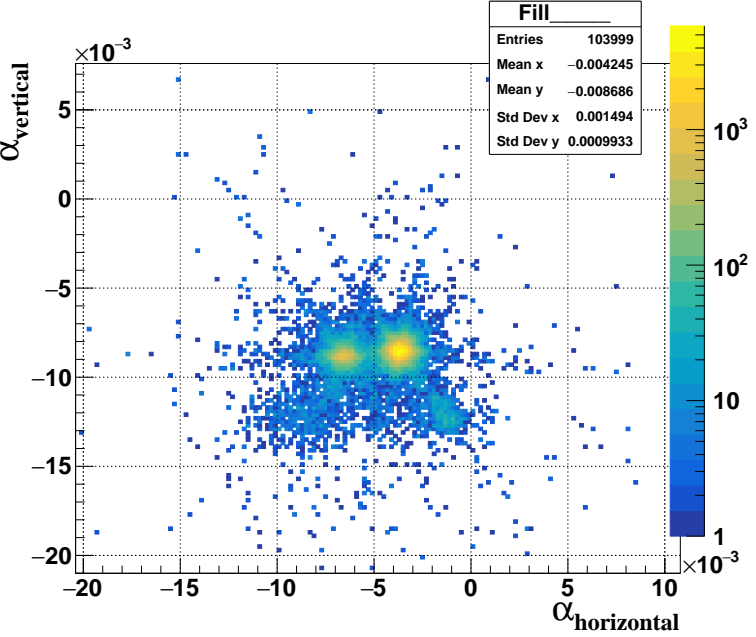 Fill_____
Entries 103999
Mean x −0.004245
Mean y −0.008686
Std Dev x 0.001494
Std Dev y 0.0009933
×10⁻³
α_vertical
5
0
−5
−10
−15
−20
−20 −15 −10 −5 0 5 10
×10⁻³
α_horizontal
10³
10²
10
1